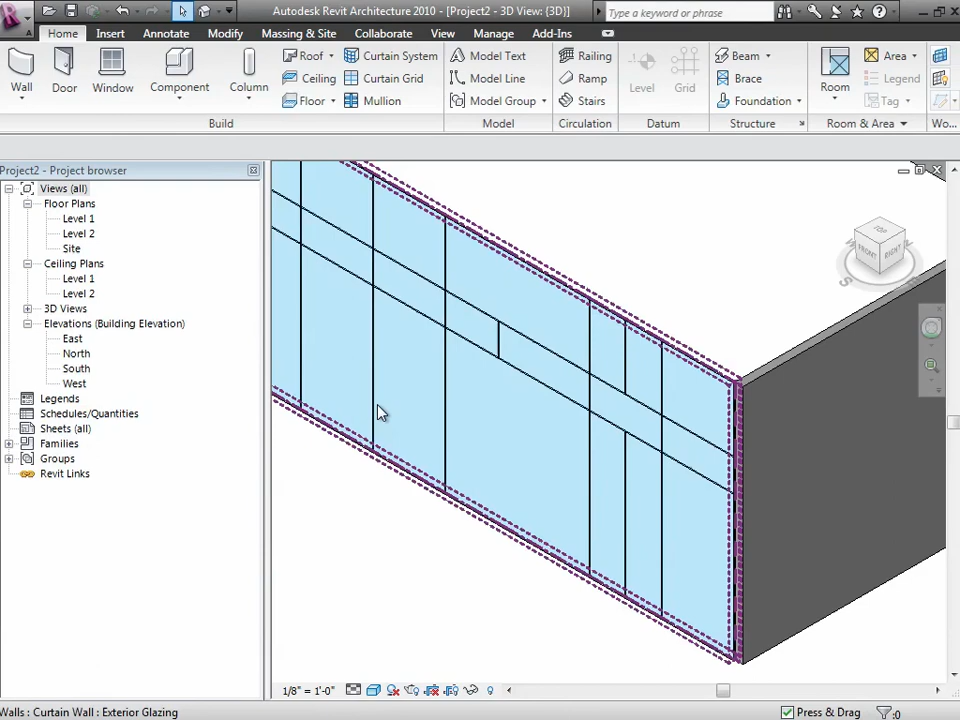 Autodesk Revit Architecture 2010 - [Project2 - 3D View: {3D}]
Type a keyword or phrase
Home Insert Annotate Modify Massing & Site Collaborate View Manage Add-Ins
Wall Door Window Component Column
Roof Curtain System
Ceiling Curtain Grid
Floor Mullion
Build
Model Text
Model Line
Model Group
Model
Railing
Ramp
Stairs
Circulation
Level Grid
Datum
Beam
Brace
Foundation
Structure
Room
Area
Legend
Tag
Room & Area
Wo...
Project2 - Project browser
Views (all)
Floor Plans
Level 1
Level 2
Site
Ceiling Plans
Level 1
Level 2
3D Views
Elevations (Building Elevation)
East
North
South
West
Legends
Schedules/Quantities
Sheets (all)
Families
Groups
Revit Links
TOP
FRONT
RIGHT
W
S
1/8" = 1'-0"
Walls : Curtain Wall : Exterior Glazing
Press & Drag
:0